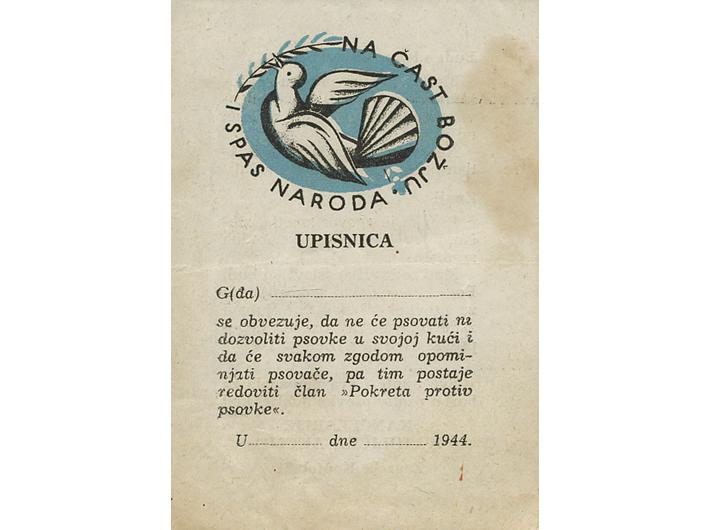 NA ČAST BOŽJU • I SPAS NARODA
UPISNICA
G(đa)
se obvezuje, da ne će psovati ni
dozvoliti psovke u svojoj kući i
da će svakom zgodom opomi-
njati psovače, pa tim postaje
redoviti član »Pokreta protiv
psovke«.
U dne 1944.